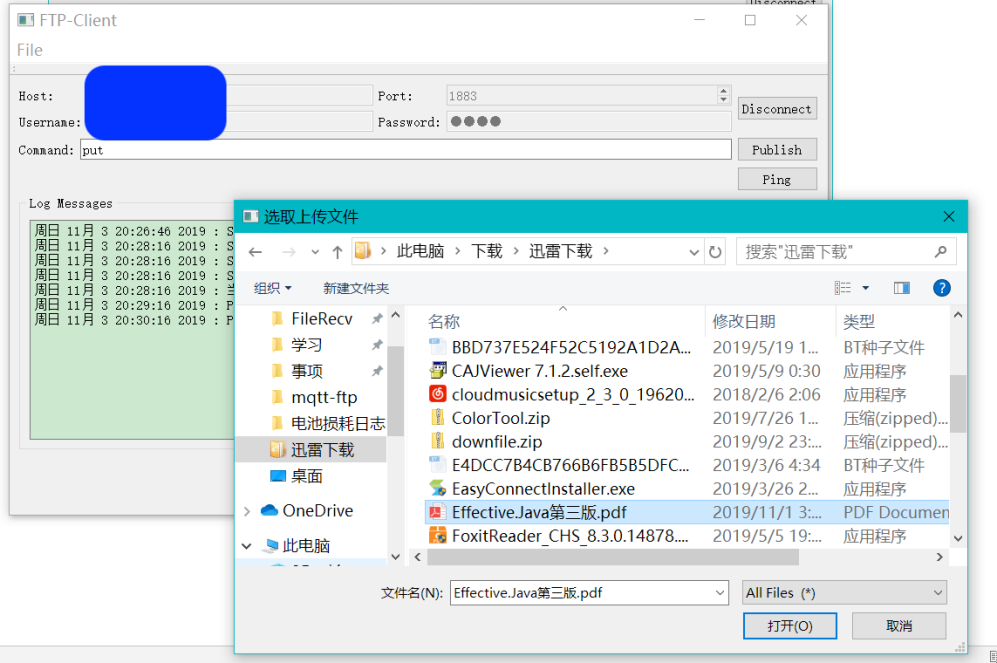 Disconnect
FTP-Client
File
Host:
Port: 1883
Username:
Password:
Disconnect
Command: put
Publish
Ping
Log Messages
周日 11月 3 20:26:46 2019 : S
周日 11月 3 20:28:16 2019 : S
周日 11月 3 20:28:16 2019 : S
周日 11月 3 20:28:16 2019 : S
周日 11月 3 20:28:16 2019 : 当
周日 11月 3 20:29:16 2019 : P
周日 11月 3 20:30:16 2019 : P
选取上传文件
此电脑 > 下载 > 迅雷下载 >
搜索"迅雷下载"
组织
新建文件夹
FileRecv
学习
事项
mqtt-ftp
电池损耗日志
迅雷下载
桌面
OneDrive
此电脑
名称 修改日期 类型
BBD737E524F52C5192A1D2A... 2019/5/19 1... BT种子文件
CAJViewer 7.1.2.self.exe 2019/5/9 0:30 应用程序
cloudmusicsetup_2_3_0_19620... 2018/2/6 2:06 应用程序
ColorTool.zip 2019/7/26 1... 压缩(zipped)...
downfile.zip 2019/9/2 23:... 压缩(zipped)...
E4DCC7B4CB766B6FB5B5DFC... 2019/3/6 4:34 BT种子文件
EasyConnectInstaller.exe 2019/3/26 2... 应用程序
Effective.Java第三版.pdf 2019/11/1 3:... PDF Documen
FoxitReader_CHS_8.3.0.14878.... 2019/5/5 19:... 应用程序
文件名(N): Effective.Java第三版.pdf
All Files (*)
打开(O)
取消